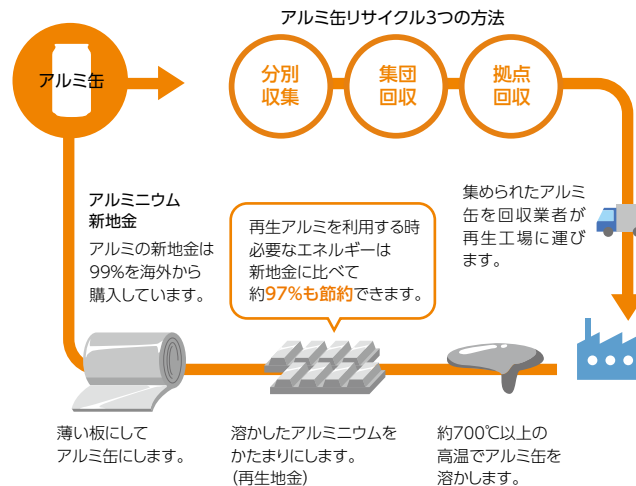 アルミ缶リサイクル3つの方法
アルミ缶
分別
収集
集団
回収
拠点
回収
アルミニウム
新地金
アルミの新地金は
99%を海外から
購入しています。
再生アルミを利用する時
必要なエネルギーは
新地金に比べて
約97%も節約できます。
集められたアルミ
缶を回収業者が
再生工場に運び
ます。
薄い板にして
アルミ缶にします。
溶かしたアルミニウムを
かたまりにします。
(再生地金)
約700℃以上の
高温でアルミ缶を
溶かします。